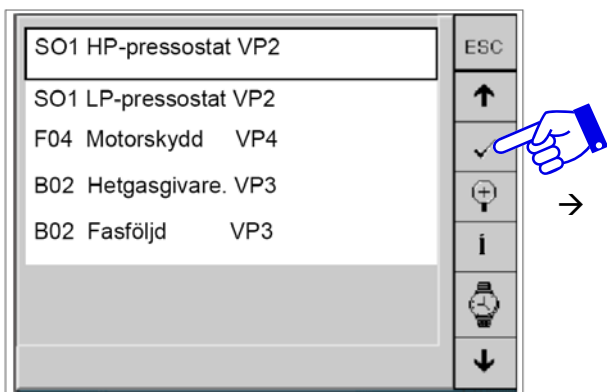 SO1 HP-pressostat VP2
SO1 LP-pressostat VP2
F04 Motorskydd VP4
B02 Hetgasgivare. VP3
B02 Fasföljd VP3
ESC
i